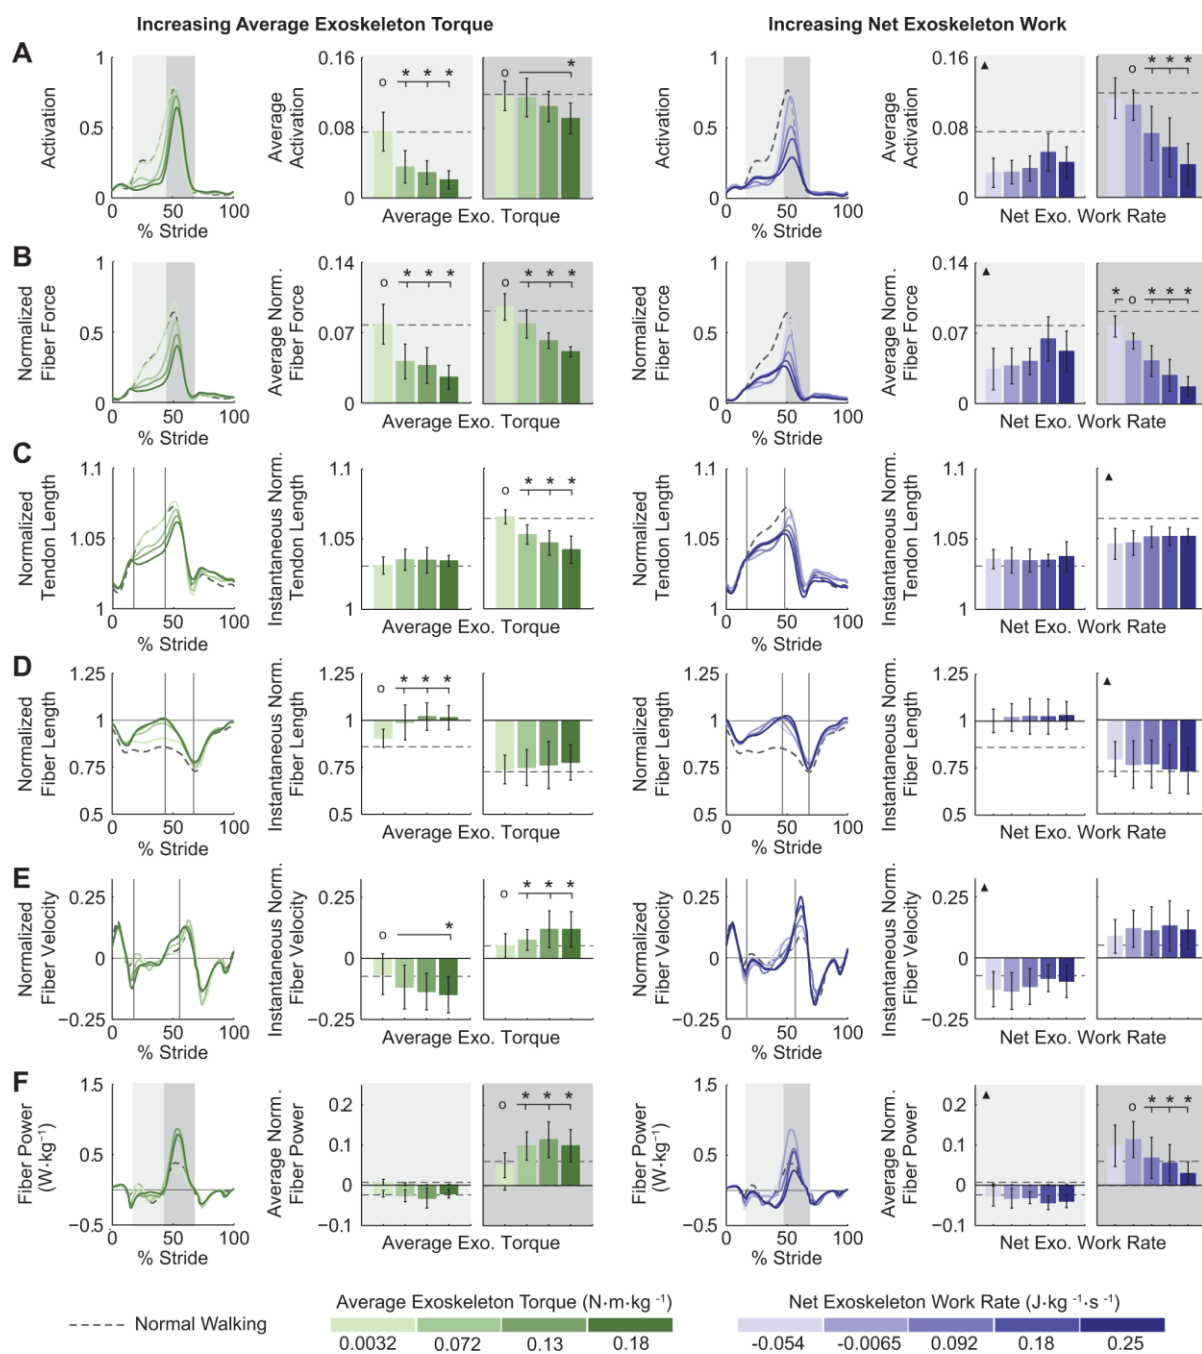 Increasing Average Exoskeleton Torque
Increasing Net Exoskeleton Work
A
Activation
1
0.5
0
0 50 100
% Stride
Average
Activation
0.16
0.08
0
o * * *
o *
Average Exo. Torque
Activation
1
0.5
0
0 50 100
% Stride
Average
Activation
0.16
0.08
0
▲
o * * *
Net Exo. Work Rate
B
Normalized
Fiber Force
1
0.5
0
0 50 100
% Stride
Average Norm.
Fiber Force
0.14
0.07
0
o * * *
o * * *
Average Exo. Torque
Normalized
Fiber Force
1
0.5
0
0 50 100
% Stride
Average Norm.
Fiber Force
0.14
0.07
0
▲
* o * * *
Net Exo. Work Rate
C
Normalized
Tendon Length
1.1
1.05
1
0 50 100
% Stride
Instantaneous Norm.
Tendon Length
1.1
1.05
1
o * * *
Average Exo. Torque
Normalized
Tendon Length
1.1
1.05
1
0 50 100
% Stride
Instantaneous Norm.
Tendon Length
1.1
1.05
1
▲
Net Exo. Work Rate
D
Normalized
Fiber Length
1.25
1
0.75
0.5
0 50 100
% Stride
Instantaneous Norm.
Fiber Length
1.25
1
0.75
0.5
o * * *
Average Exo. Torque
Normalized
Fiber Length
1.25
1
0.75
0.5
0 50 100
% Stride
Instantaneous Norm.
Fiber Length
1.25
1
0.75
0.5
▲
Net Exo. Work Rate
E
Normalized
Fiber Velocity
0.25
0
−0.25
0 50 100
% Stride
Instantaneous Norm.
Fiber Velocity
0.25
0
−0.25
o *
o * * *
Average Exo. Torque
Normalized
Fiber Velocity
0.25
0
−0.25
0 50 100
% Stride
Instantaneous Norm.
Fiber Velocity
0.25
0
−0.25
▲
Net Exo. Work Rate
F
Fiber Power
(W·kg⁻¹)
1.5
0.5
−0.5
0 50 100
% Stride
Average Norm.
Fiber Power
0.2
0.1
0
−0.1
o * * *
Average Exo. Torque
Fiber Power
(W·kg⁻¹)
1.5
0.5
−0.5
0 50 100
% Stride
Average Norm.
Fiber Power
0.2
0.1
0
−0.1
▲
o * * *
Net Exo. Work Rate
Normal Walking
Average Exoskeleton Torque (N·m·kg ⁻¹)
0.0032 0.072 0.13 0.18
Net Exoskeleton Work Rate (J·kg ⁻¹·s ⁻¹)
-0.054 -0.0065 0.092 0.18 0.25